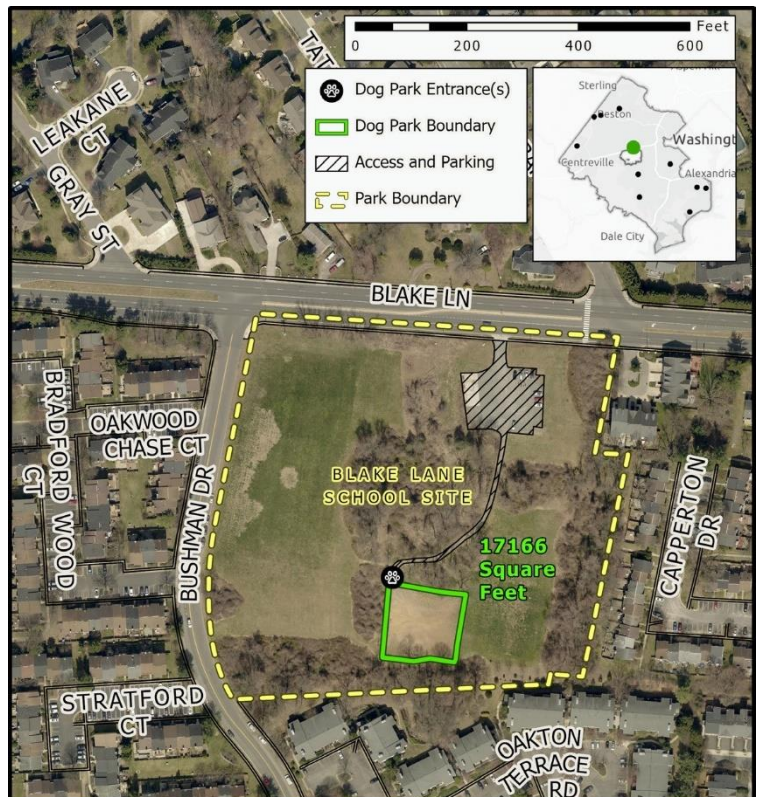 Feet
0 200 400 600
Dog Park Entrance(s)
Dog Park Boundary
Access and Parking
Park Boundary
Sterling
Reston
Washingt
Centreville
Alexandria
Dale City
TAT
LEAKANE
CT
GRAY ST
BLAKE LN
BRADFORD WOOD
CT
OAKWOOD
CHASE CT
BUSHMAN DR
BLAKE LANE
SCHOOL SITE
17166
Square
Feet
CAPPERTON
DR
STRATFORD
CT
OAKTON
TERRACE
RD